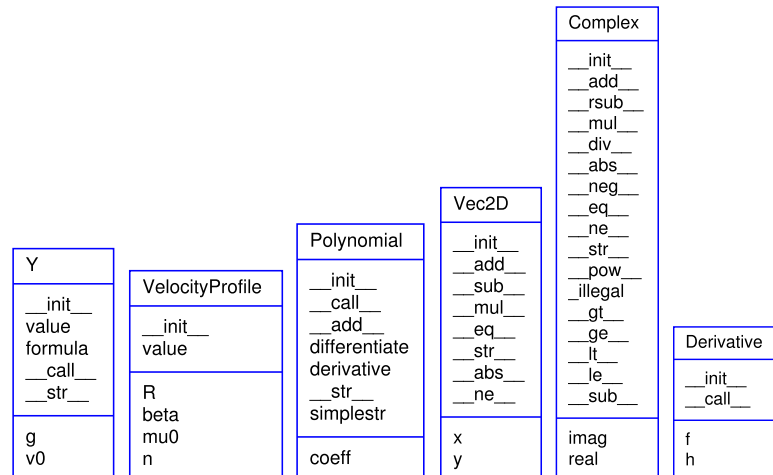 Y
__init__
value
formula
__call__
__str__
g
v0
VelocityProfile
__init__
value
R
beta
mu0
n
Polynomial
__init__
__call__
__add__
differentiate
derivative
__str__
simplestr
coeff
Vec2D
__init__
__add__
__sub__
__mul__
__eq__
__str__
__abs__
__ne__
x
y
Complex
__init__
__add__
__rsub__
__mul__
__div__
__abs__
__neg__
__eq__
__ne__
__str__
__pow__
_illegal
__gt__
__ge__
__lt__
__le__
__sub__
imag
real
Derivative
__init__
__call__
f
h